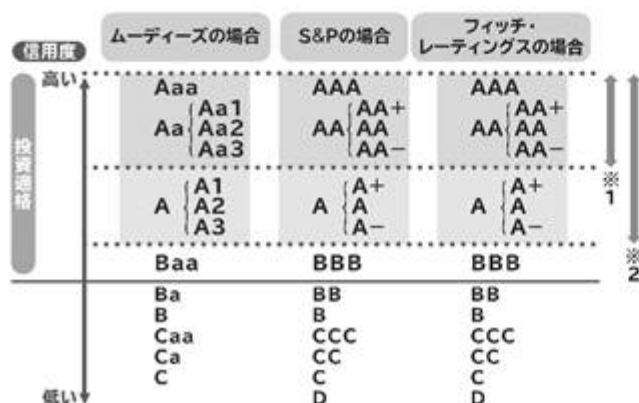 信用度
ムーディーズの場合
S&Pの場合
フィッチ・
レーティングスの場合
高い
投資適格
Aaa
Aa
Aa1
Aa2
Aa3
A
A1
A2
A3
Baa
Ba
B
Caa
Ca
C
AAA
AA
AA+
AA
AA−
A
A+
A
A−
BBB
BB
B
CCC
CC
C
D
AAA
AA
AA+
AA
AA−
A
A+
A
A−
BBB
BB
B
CCC
CC
C
D
※1
※2
低い